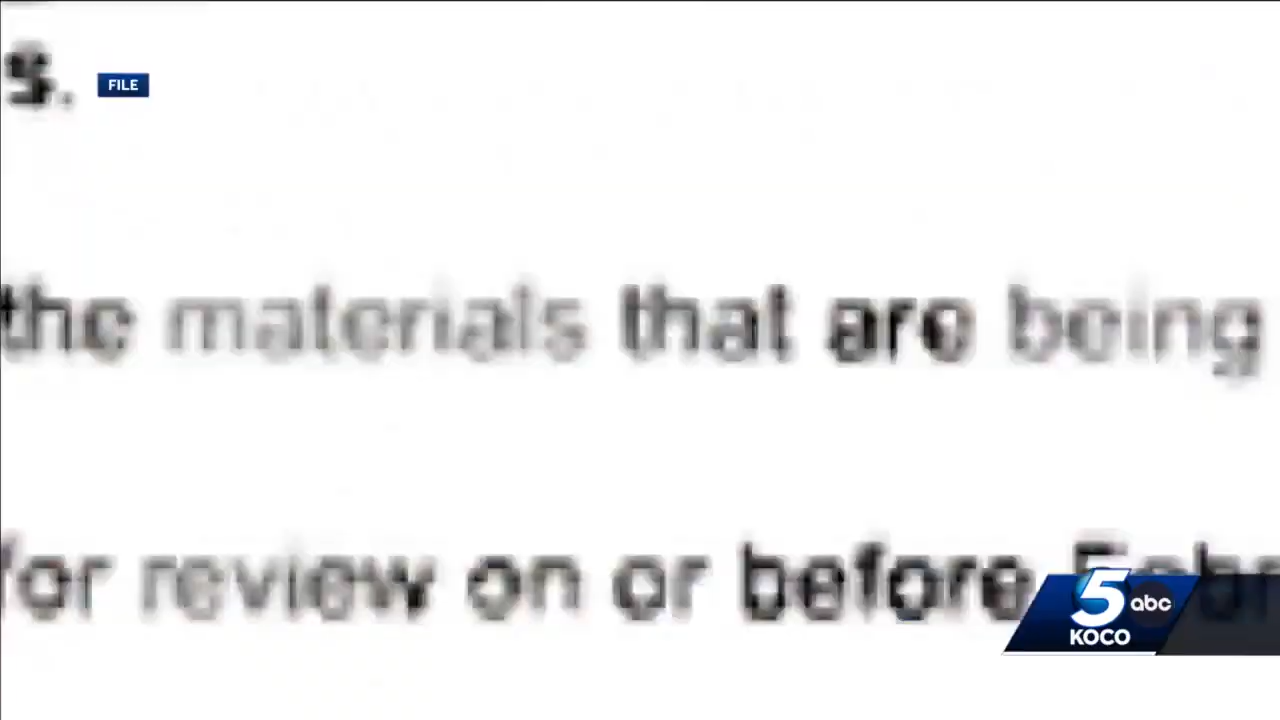 s.
FILE
the materials that are being
for review on or before
5 abc
KOCO